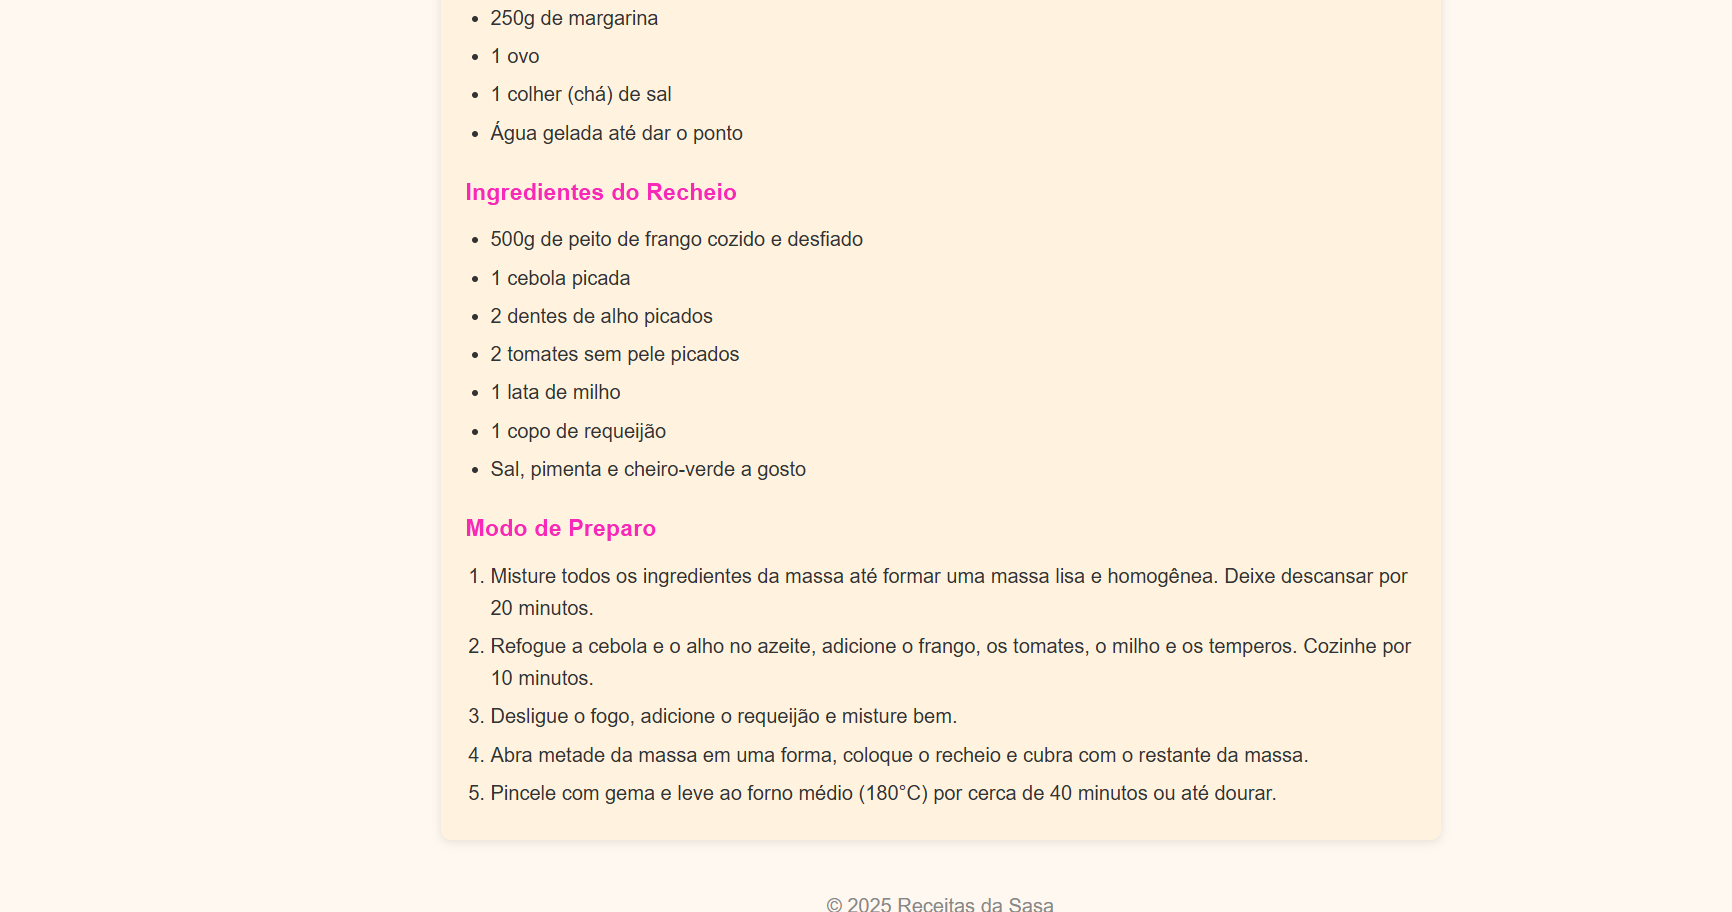 • 250g de margarina
• 1 ovo
• 1 colher (chá) de sal
• Água gelada até dar o ponto
Ingredientes do Recheio
• 500g de peito de frango cozido e desfiado
• 1 cebola picada
• 2 dentes de alho picados
• 2 tomates sem pele picados
• 1 lata de milho
• 1 copo de requeijão
• Sal, pimenta e cheiro-verde a gosto
Modo de Preparo
1. Misture todos os ingredientes da massa até formar uma massa lisa e homogênea. Deixe descansar por
20 minutos.
2. Refogue a cebola e o alho no azeite, adicione o frango, os tomates, o milho e os temperos. Cozinhe por
10 minutos.
3. Desligue o fogo, adicione o requeijão e misture bem.
4. Abra metade da massa em uma forma, coloque o recheio e cubra com o restante da massa.
5. Pincele com gema e leve ao forno médio (180°C) por cerca de 40 minutos ou até dourar.
© 2025 Receitas da Sasa